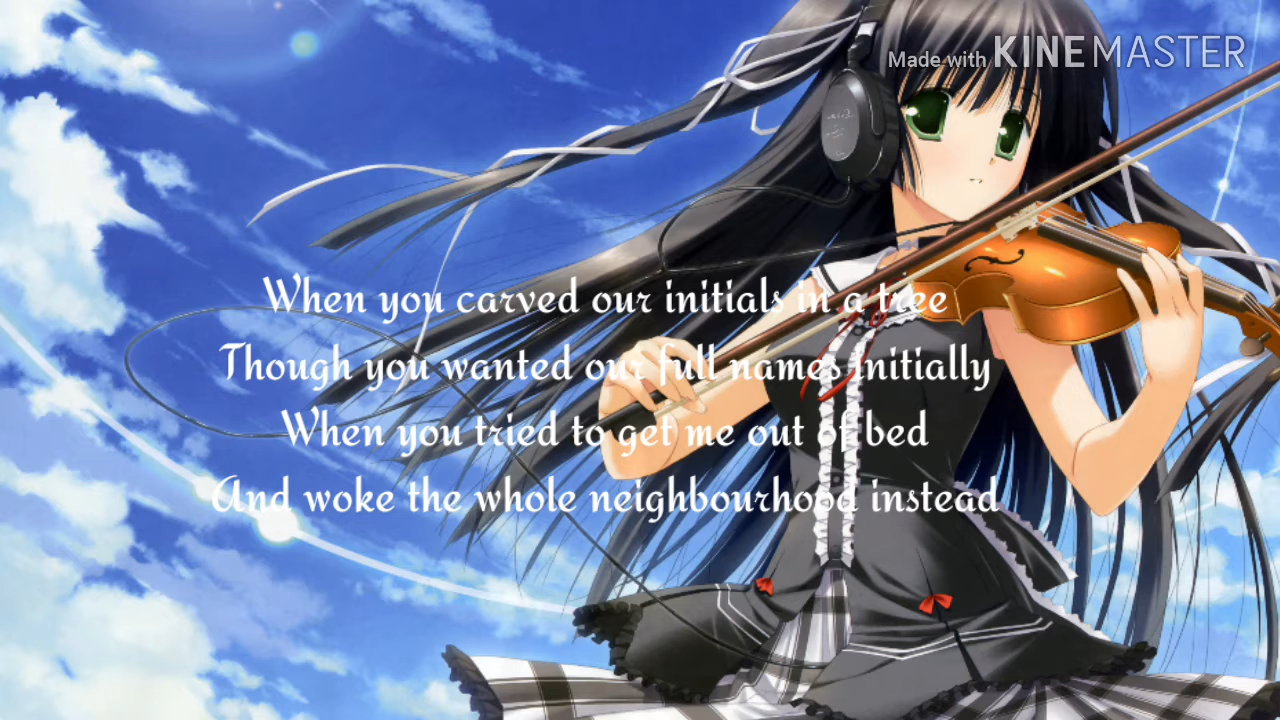 Made with KINEMASTER
When you carved our initials in a tree
Though you wanted our full names initially
When you tried to get me out of bed
And woke the whole neighbourhood instead